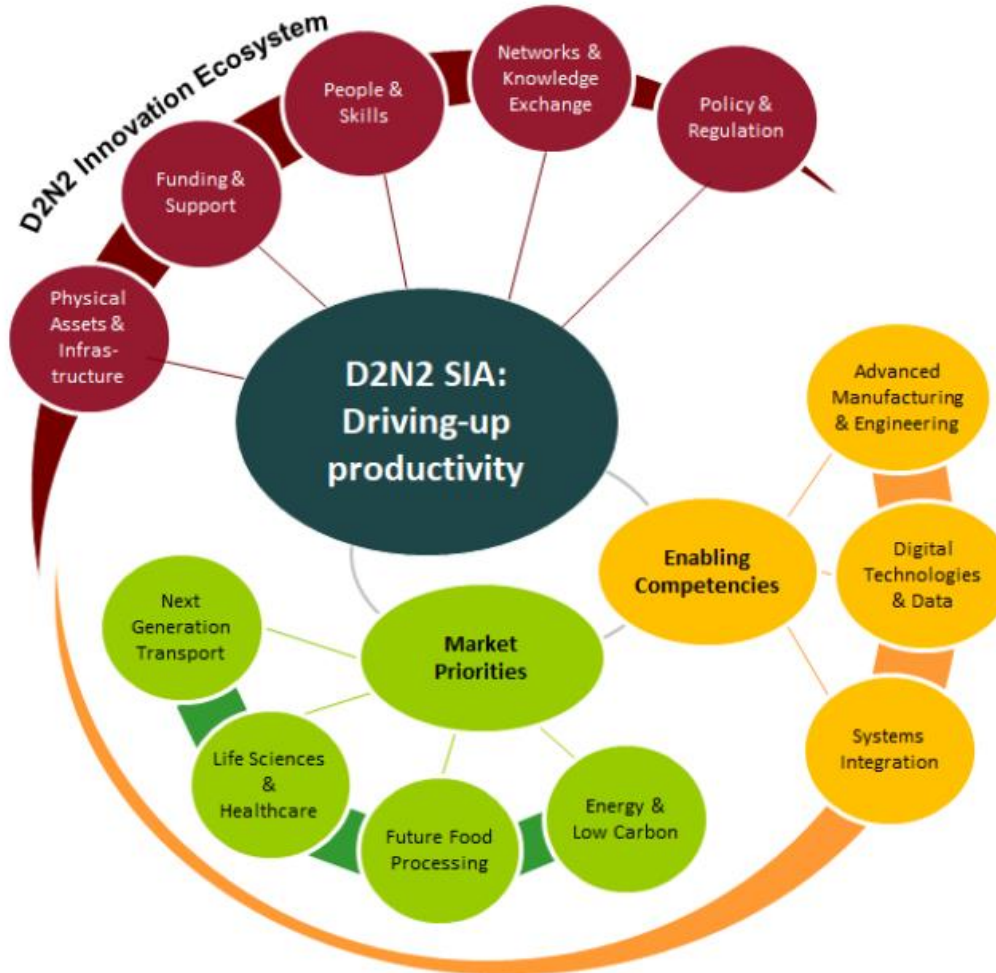 D2N2 Innovation Ecosystem
Physical
Assets &
Infras-
tructure
Funding &
Support
People &
Skills
Networks &
Knowledge
Exchange
Policy &
Regulation
D2N2 SIA:
Driving-up
productivity
Advanced
Manufacturing
& Engineering
Enabling
Competencies
Digital
Technologies
& Data
Systems
Integration
Market
Priorities
Next
Generation
Transport
Life Sciences
&
Healthcare
Future Food
Processing
Energy &
Low Carbon